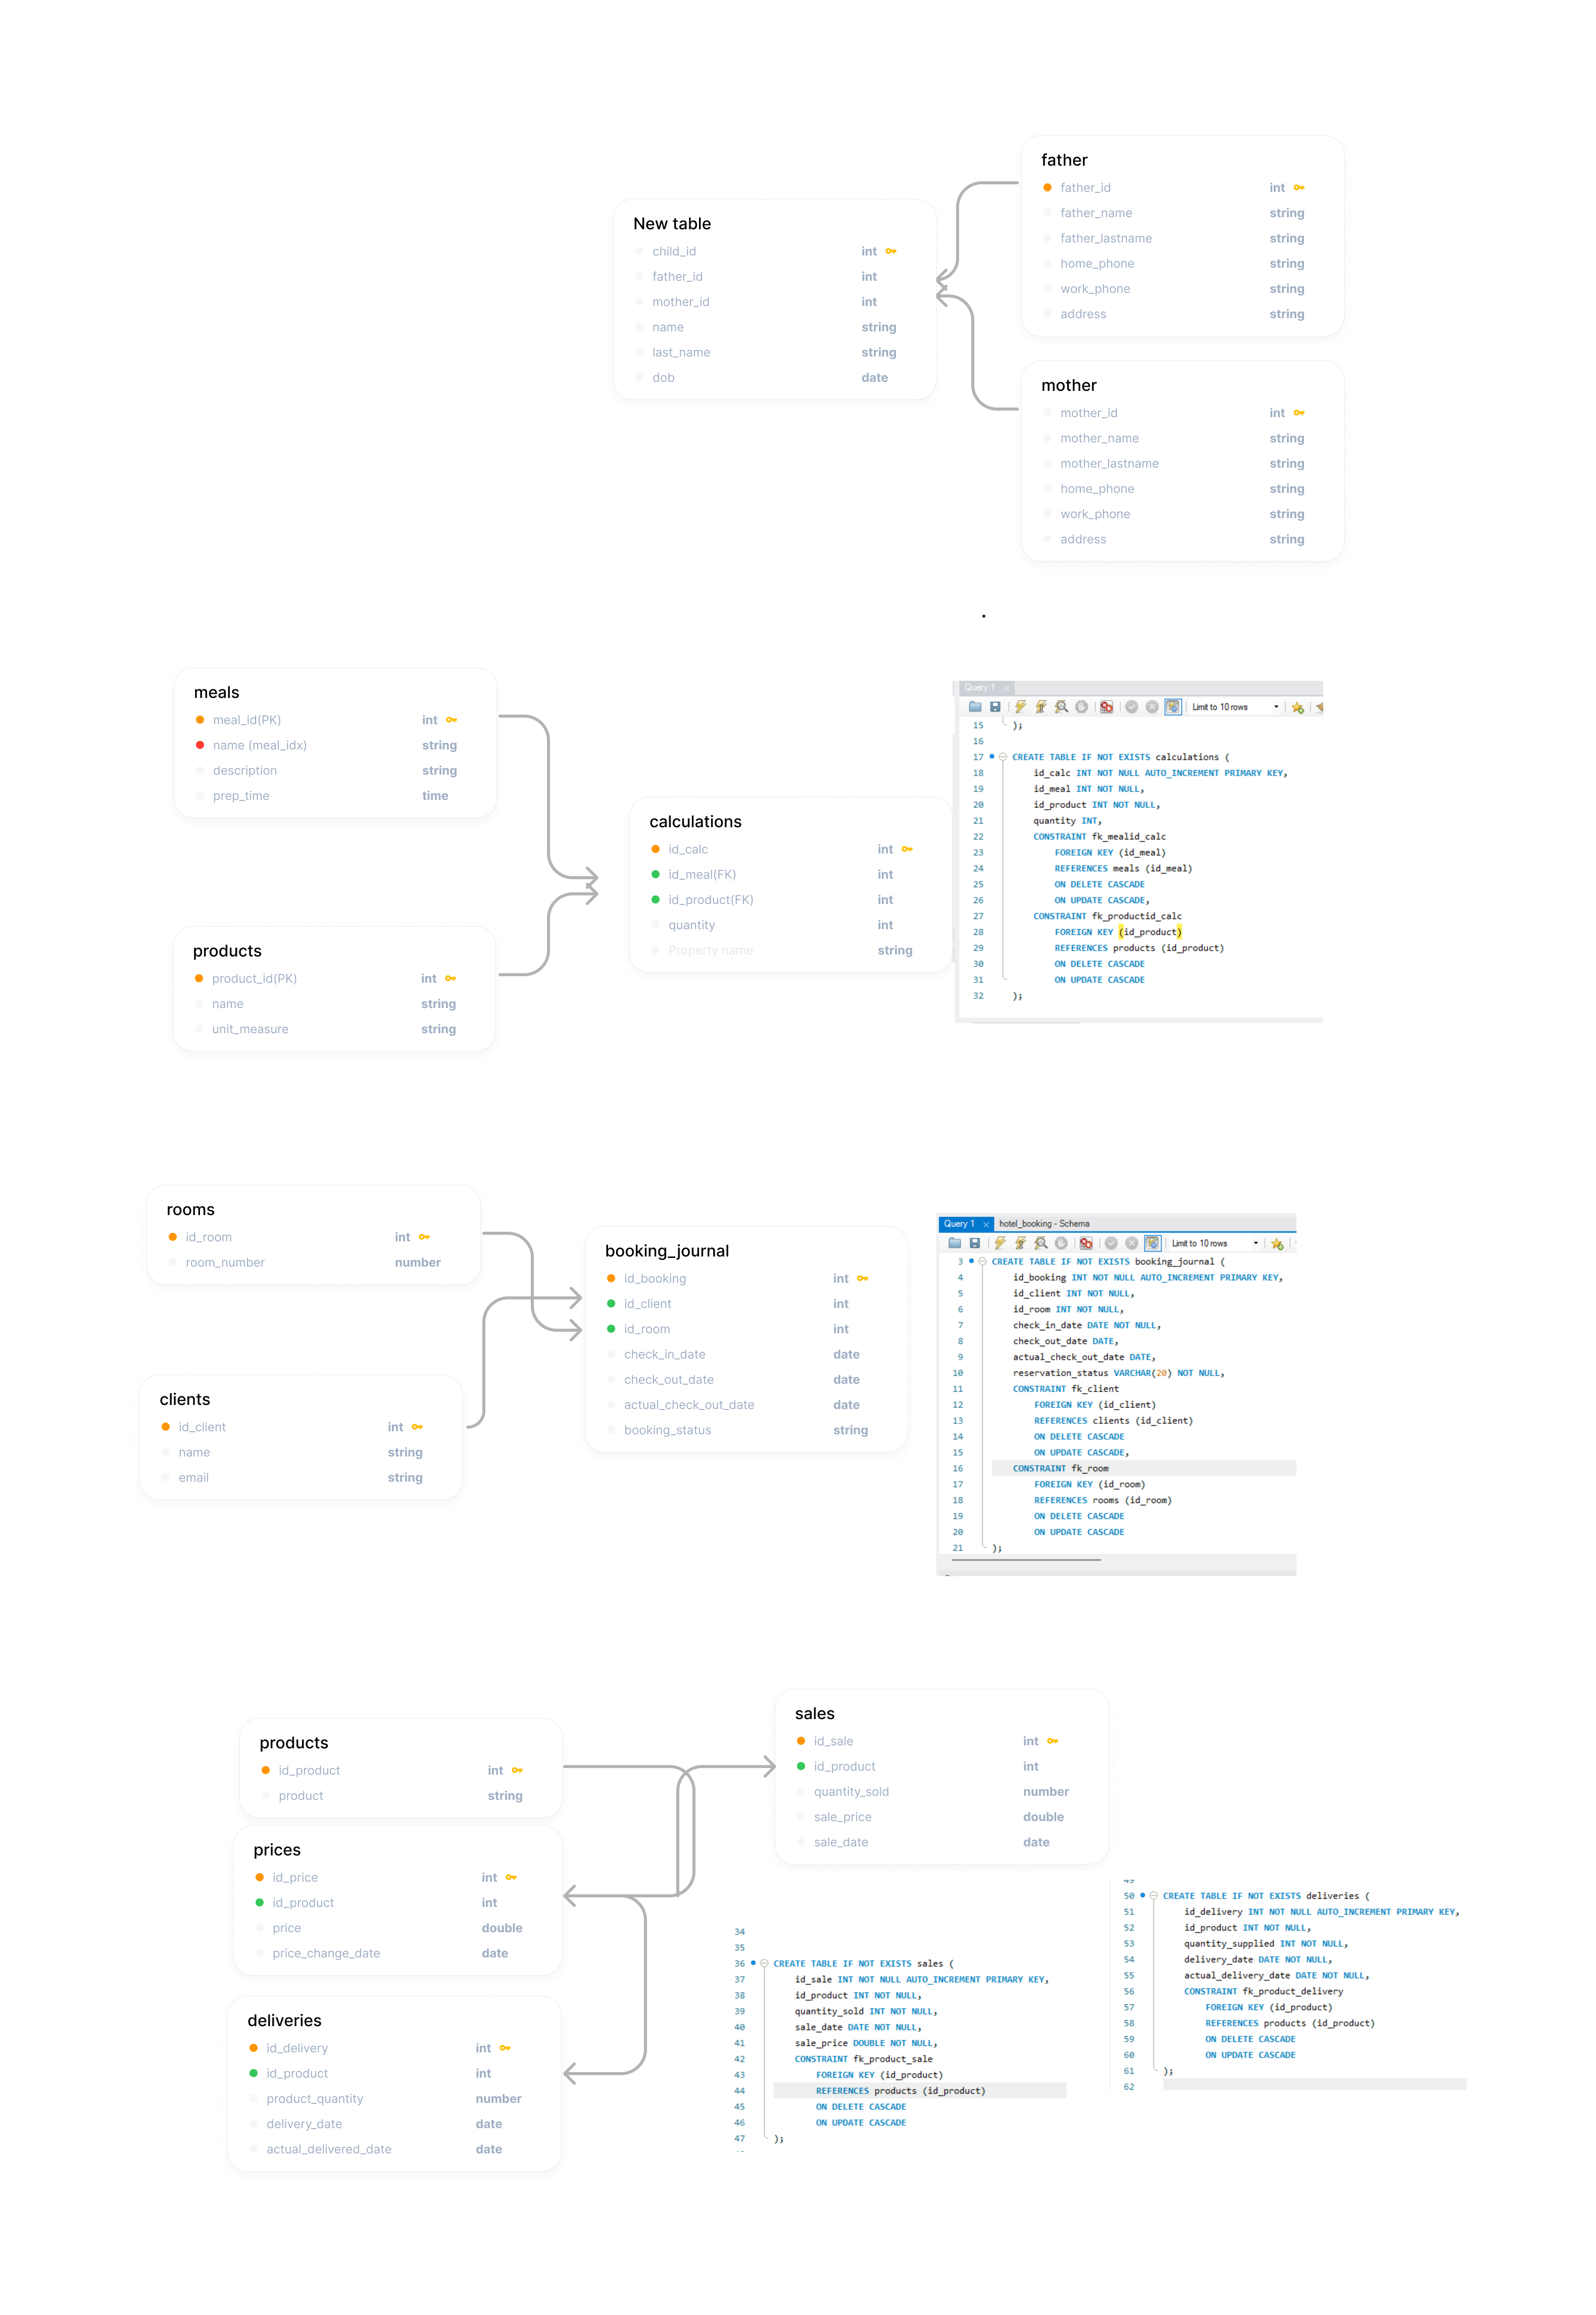 father
father_id int
father_name string
father_lastname string
home_phone string
work_phone string
address string
New table
child_id int
father_id int
mother_id int
name string
last_name string
dob date
mother
mother_id int
mother_name string
mother_lastname string
home_phone string
work_phone string
address string
meals
meal_id(PK) int
name (meal_idx) string
description string
prep_time time
products
product_id(PK) int
name string
unit_measure string
calculations
id_calc int
id_meal(FK) int
id_product(FK) int
quantity int
Property name string
Query 1
Limit to 10 rows
15 );
16
17 CREATE TABLE IF NOT EXISTS calculations (
18 id_calc INT NOT NULL AUTO_INCREMENT PRIMARY KEY,
19 id_meal INT NOT NULL,
20 id_product INT NOT NULL,
21 quantity INT,
22 CONSTRAINT fk_mealid_calc
23 FOREIGN KEY (id_meal)
24 REFERENCES meals (id_meal)
25 ON DELETE CASCADE
26 ON UPDATE CASCADE,
27 CONSTRAINT fk_productid_calc
28 FOREIGN KEY (id_product)
29 REFERENCES products (id_product)
30 ON DELETE CASCADE
31 ON UPDATE CASCADE
32 );
rooms
id_room int
room_number number
clients
id_client int
name string
email string
booking_journal
id_booking int
id_client int
id_room int
check_in_date date
check_out_date date
actual_check_out_date date
booking_status string
Query 1 hotel_booking - Schema
Limit to 10 rows
3 CREATE TABLE IF NOT EXISTS booking_journal (
4 id_booking INT NOT NULL AUTO_INCREMENT PRIMARY KEY,
5 id_client INT NOT NULL,
6 id_room INT NOT NULL,
7 check_in_date DATE NOT NULL,
8 check_out_date DATE,
9 actual_check_out_date DATE,
10 reservation_status VARCHAR(20) NOT NULL,
11 CONSTRAINT fk_client
12 FOREIGN KEY (id_client)
13 REFERENCES clients (id_client)
14 ON DELETE CASCADE
15 ON UPDATE CASCADE,
16 CONSTRAINT fk_room
17 FOREIGN KEY (id_room)
18 REFERENCES rooms (id_room)
19 ON DELETE CASCADE
20 ON UPDATE CASCADE
21 );
products
id_product int
product string
prices
id_price int
id_product int
price double
price_change_date date
deliveries
id_delivery int
id_product int
product_quantity number
delivery_date date
actual_delivered_date date
sales
id_sale int
id_product int
quantity_sold number
sale_price double
sale_date date
34
35
36 CREATE TABLE IF NOT EXISTS sales (
37 id_sale INT NOT NULL AUTO_INCREMENT PRIMARY KEY,
38 id_product INT NOT NULL,
39 quantity_sold INT NOT NULL,
40 sale_date DATE NOT NULL,
41 sale_price DOUBLE NOT NULL,
42 CONSTRAINT fk_product_sale
43 FOREIGN KEY (id_product)
44 REFERENCES products (id_product)
45 ON DELETE CASCADE
46 ON UPDATE CASCADE
47 );
50 CREATE TABLE IF NOT EXISTS deliveries (
51 id_delivery INT NOT NULL AUTO_INCREMENT PRIMARY KEY,
52 id_product INT NOT NULL,
53 quantity_supplied INT NOT NULL,
54 delivery_date DATE NOT NULL,
55 actual_delivery_date DATE NOT NULL,
56 CONSTRAINT fk_product_delivery
57 FOREIGN KEY (id_product)
58 REFERENCES products (id_product)
59 ON DELETE CASCADE
60 ON UPDATE CASCADE
61 );
62